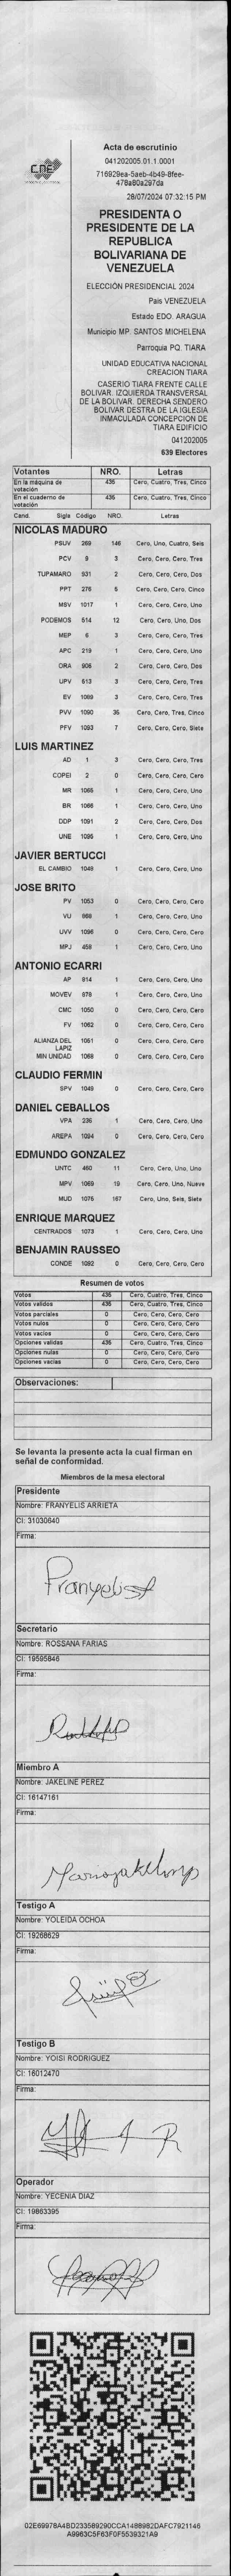 CNE
Acta de escrutinio
041202005.01.1.0001
716929ea-5aeb-4b49-8fee-
478a80a297da
28/07/2024 07:32:15 PM
PRESIDENTA O
PRESIDENTE DE LA
REPUBLICA
BOLIVARIANA DE
VENEZUELA
ELECCIÓN PRESIDENCIAL 2024
Pais VENEZUELA
Estado EDO. ARAGUA
Municipio MP. SANTOS MICHELENA
Parroquia PQ. TIARA
UNIDAD EDUCATIVA NACIONAL
CREACION TIARA
CASERIO TIARA FRENTE CALLE
BOLIVAR. IZQUIERDA TRANSVERSAL
DE LA BOLIVAR. DERECHA SENDERO
BOLIVAR DESTRA DE LA IGLESIA
INMACULADA CONCEPCION DE
TIARA EDIFICIO
041202005
639 Electores
Votantes NRO. Letras
En la máquina de votación 435 Cero, Cuatro, Tres, Cinco
En el cuaderno de votación 435 Cero, Cuatro, Tres, Cinco
Cand. Sigla Código NRO. Letras
NICOLAS MADURO
PSUV 269 146 Cero, Uno, Cuatro, Seis
PCV 9 3 Cero, Cero, Cero, Tres
TUPAMARO 931 2 Cero, Cero, Cero, Dos
PPT 276 5 Cero, Cero, Cero, Cinco
MSV 1017 1 Cero, Cero, Cero, Uno
PODEMOS 514 12 Cero, Cero, Uno, Dos
MEP 6 3 Cero, Cero, Cero, Tres
APC 219 1 Cero, Cero, Cero, Uno
ORA 906 2 Cero, Cero, Cero, Dos
UPV 613 3 Cero, Cero, Cero, Tres
EV 1089 3 Cero, Cero, Cero, Tres
PVV 1090 35 Cero, Cero, Tres, Cinco
PFV 1093 7 Cero, Cero, Cero, Siete
LUIS MARTINEZ
AD 1 3 Cero, Cero, Cero, Tres
COPEI 2 0 Cero, Cero, Cero, Cero
MR 1065 1 Cero, Cero, Cero, Uno
BR 1066 1 Cero, Cero, Cero, Uno
DDP 1091 2 Cero, Cero, Cero, Dos
UNE 1095 1 Cero, Cero, Cero, Uno
JAVIER BERTUCCI
EL CAMBIO 1048 1 Cero, Cero, Cero, Uno
JOSE BRITO
PV 1053 0 Cero, Cero, Cero, Cero
VU 988 1 Cero, Cero, Cero, Uno
UVV 1096 0 Cero, Cero, Cero, Cero
MPJ 458 1 Cero, Cero, Cero, Uno
ANTONIO ECARRI
AP 814 1 Cero, Cero, Cero, Uno
MOVEV 978 1 Cero, Cero, Cero, Uno
CMC 1050 0 Cero, Cero, Cero, Cero
FV 1062 0 Cero, Cero, Cero, Cero
ALIANZA DEL LAPIZ 1061 0 Cero, Cero, Cero, Cero
MIN UNIDAD 1068 0 Cero, Cero, Cero, Cero
CLAUDIO FERMIN
SPV 1049 0 Cero, Cero, Cero, Cero
DANIEL CEBALLOS
VPA 235 1 Cero, Cero, Cero, Uno
AREPA 1094 0 Cero, Cero, Cero, Cero
EDMUNDO GONZALEZ
UNTC 460 11 Cero, Cero, Uno, Uno
MPV 1069 19 Cero, Cero, Uno, Nueve
MUD 1075 167 Cero, Uno, Seis, Siete
ENRIQUE MARQUEZ
CENTRADOS 1073 1 Cero, Cero, Cero, Uno
BENJAMIN RAUSSEO
CONDE 1092 0 Cero, Cero, Cero, Cero
Resumen de votos
Votos 435 Cero, Cuatro, Tres, Cinco
Votos validos 435 Cero, Cuatro, Tres, Cinco
Votos parciales 0 Cero, Cero, Cero, Cero
Votos nulos 0 Cero, Cero, Cero, Cero
Votos vacios 0 Cero, Cero, Cero, Cero
Opciones validas 435 Cero, Cuatro, Tres, Cinco
Opciones nulas 0 Cero, Cero, Cero, Cero
Opciones vacias 0 Cero, Cero, Cero, Cero
Observaciones:
Se levanta la presente acta la cual firman en
señal de conformidad.
Miembros de la mesa electoral
Presidente
Nombre: FRANYELIS ARRIETA
CI: 31030640
Firma:
Secretario
Nombre: ROSSANA FARIAS
CI: 19595846
Firma:
Miembro A
Nombre: JAKELINE PEREZ
CI: 16147161
Firma:
Testigo A
Nombre: YOLEIDA OCHOA
CI: 19268629
Firma:
Testigo B
Nombre: YOISI RODRIGUEZ
CI: 16012470
Firma:
Operador
Nombre: YECENIA DIAZ
CI: 19863395
Firma:
02E69978A4BD233589290CCA1488982DAFC7921146
A9963C5F63F0F5539321A9